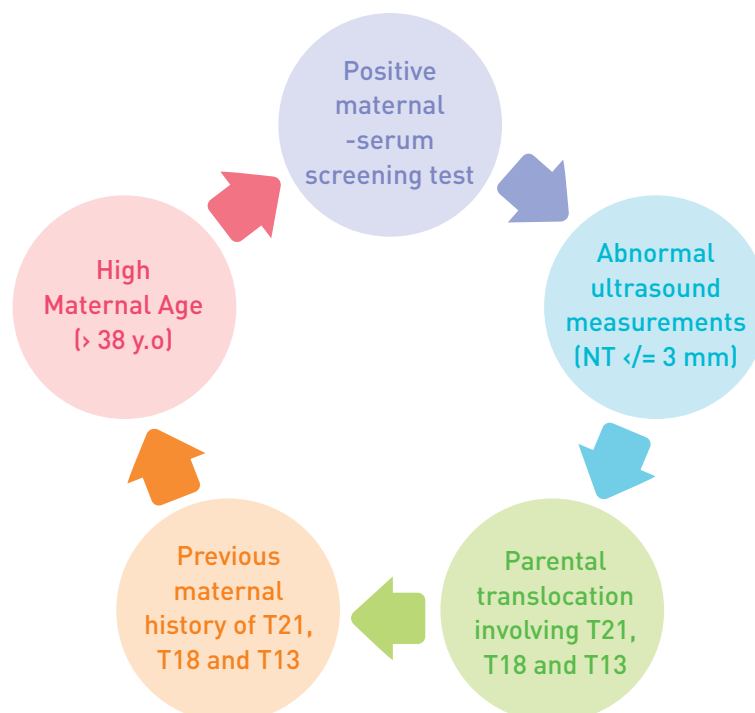 Positive
maternal
-serum
screening test
Abnormal
ultrasound
measurements
(NT </= 3 mm)
Parental
translocation
involving T21,
T18 and T13
Previous
maternal
history of T21,
T18 and T13
High
Maternal Age
(> 38 y.o)